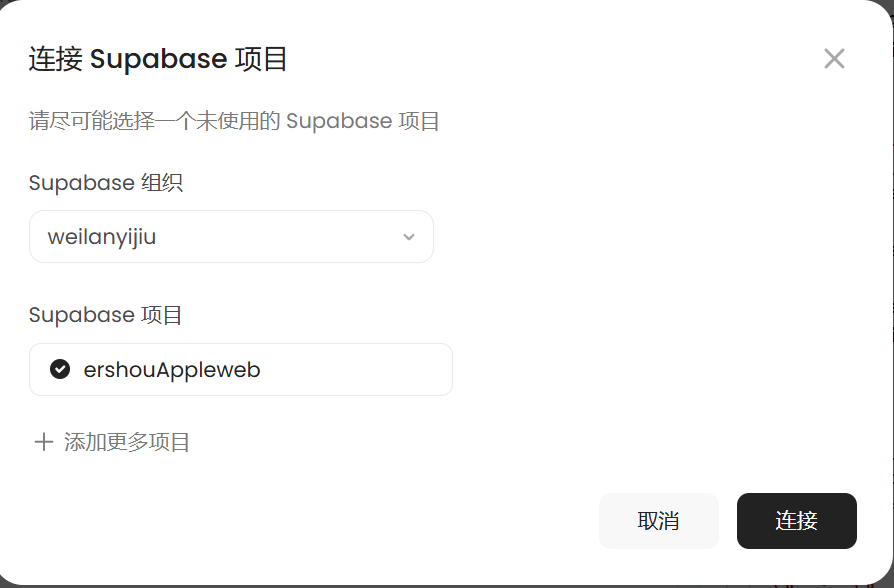 连接 Supabase 项目
请尽可能选择一个未使用的 Supabase 项目
Supabase 组织
weilanyijiu
Supabase 项目
ershouAppleweb
添加更多项目
取消
连接